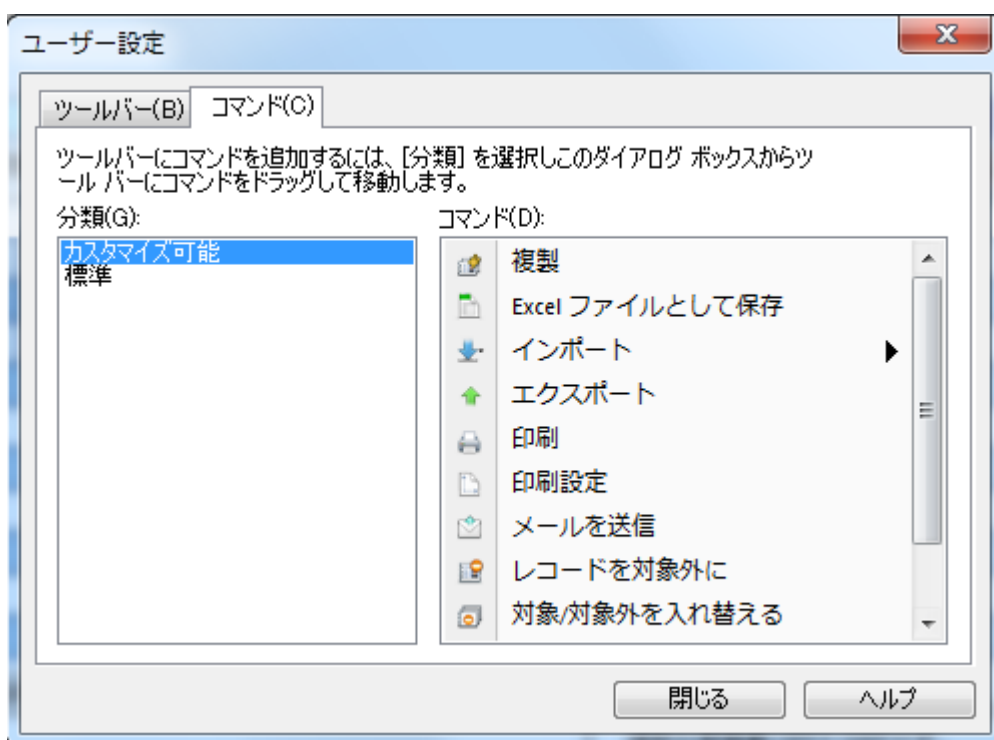 ユーザー設定
ツールバー(B)
コマンド(C)
ツールバーにコマンドを追加するには、[分類] を選択しこのダイアログ ボックスからツ
ール バーにコマンドをドラッグして移動します。
分類(G):
コマンド(D):
カスタマイズ可能
標準
複製
Excel ファイルとして保存
インポート
エクスポート
印刷
印刷設定
メールを送信
レコードを対象外に
対象/対象外を入れ替える
閉じる
ヘルプ